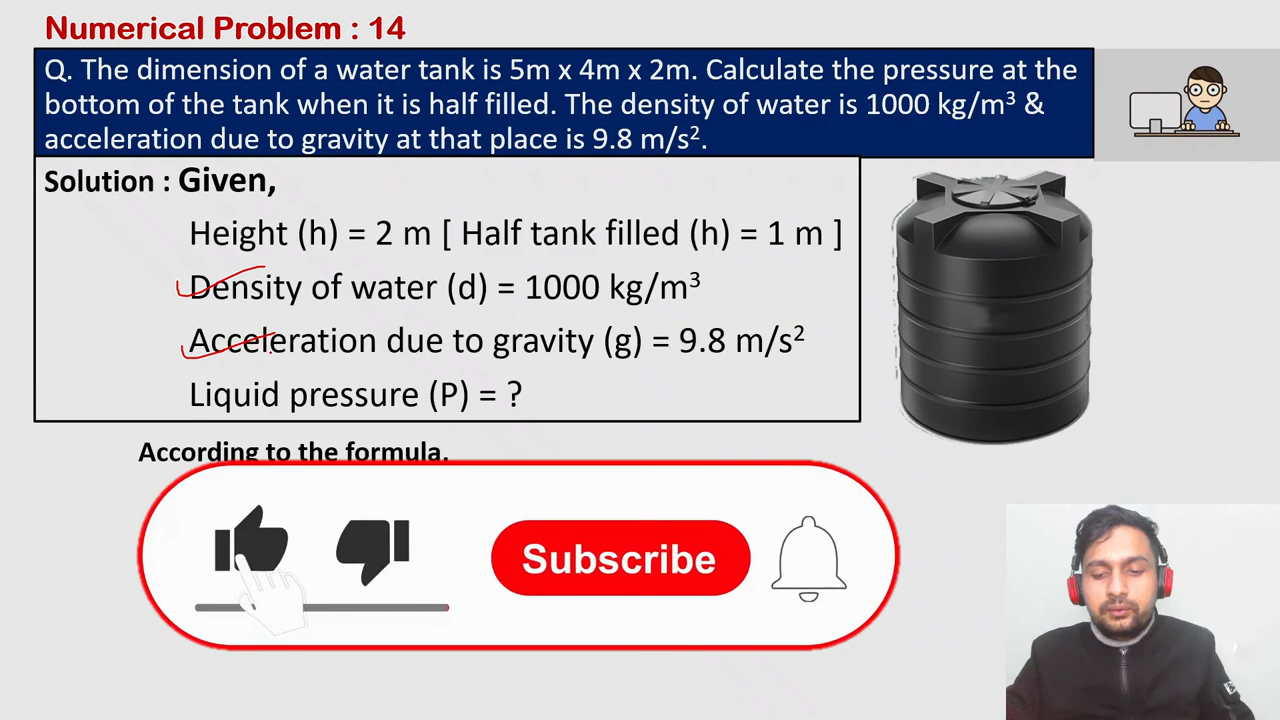 Numerical Problem : 14
Q. The dimension of a water tank is 5m x 4m x 2m. Calculate the pressure at the
bottom of the tank when it is half filled. The density of water is 1000 kg/m³ &
acceleration due to gravity at that place is 9.8 m/s².
Solution : Given,
Height (h) = 2 m [ Half tank filled (h) = 1 m ]
Density of water (d) = 1000 kg/m³
Acceleration due to gravity (g) = 9.8 m/s²
Liquid pressure (P) = ?
According to the formula,
Subscribe